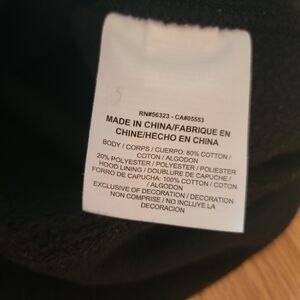 RN#56323 - CA#05553
MADE IN CHINA/FABRIQUE EN
CHINE/HECHO EN CHINA
BODY / CORPS / CUERPO: 80% COTTON /
COTON / ALGODON
20% POLYESTER / POLYESTER / POLIESTER
HOOD LINING / DOUBLURE DE CAPUCHE /
FORRO DE CAPUCHA: 100% COTTON / COTON
/ ALGODON
EXCLUSIVE OF DECORATION / DECORATION
NON COMPRISE / NO INCLUYE LA
DECORACION